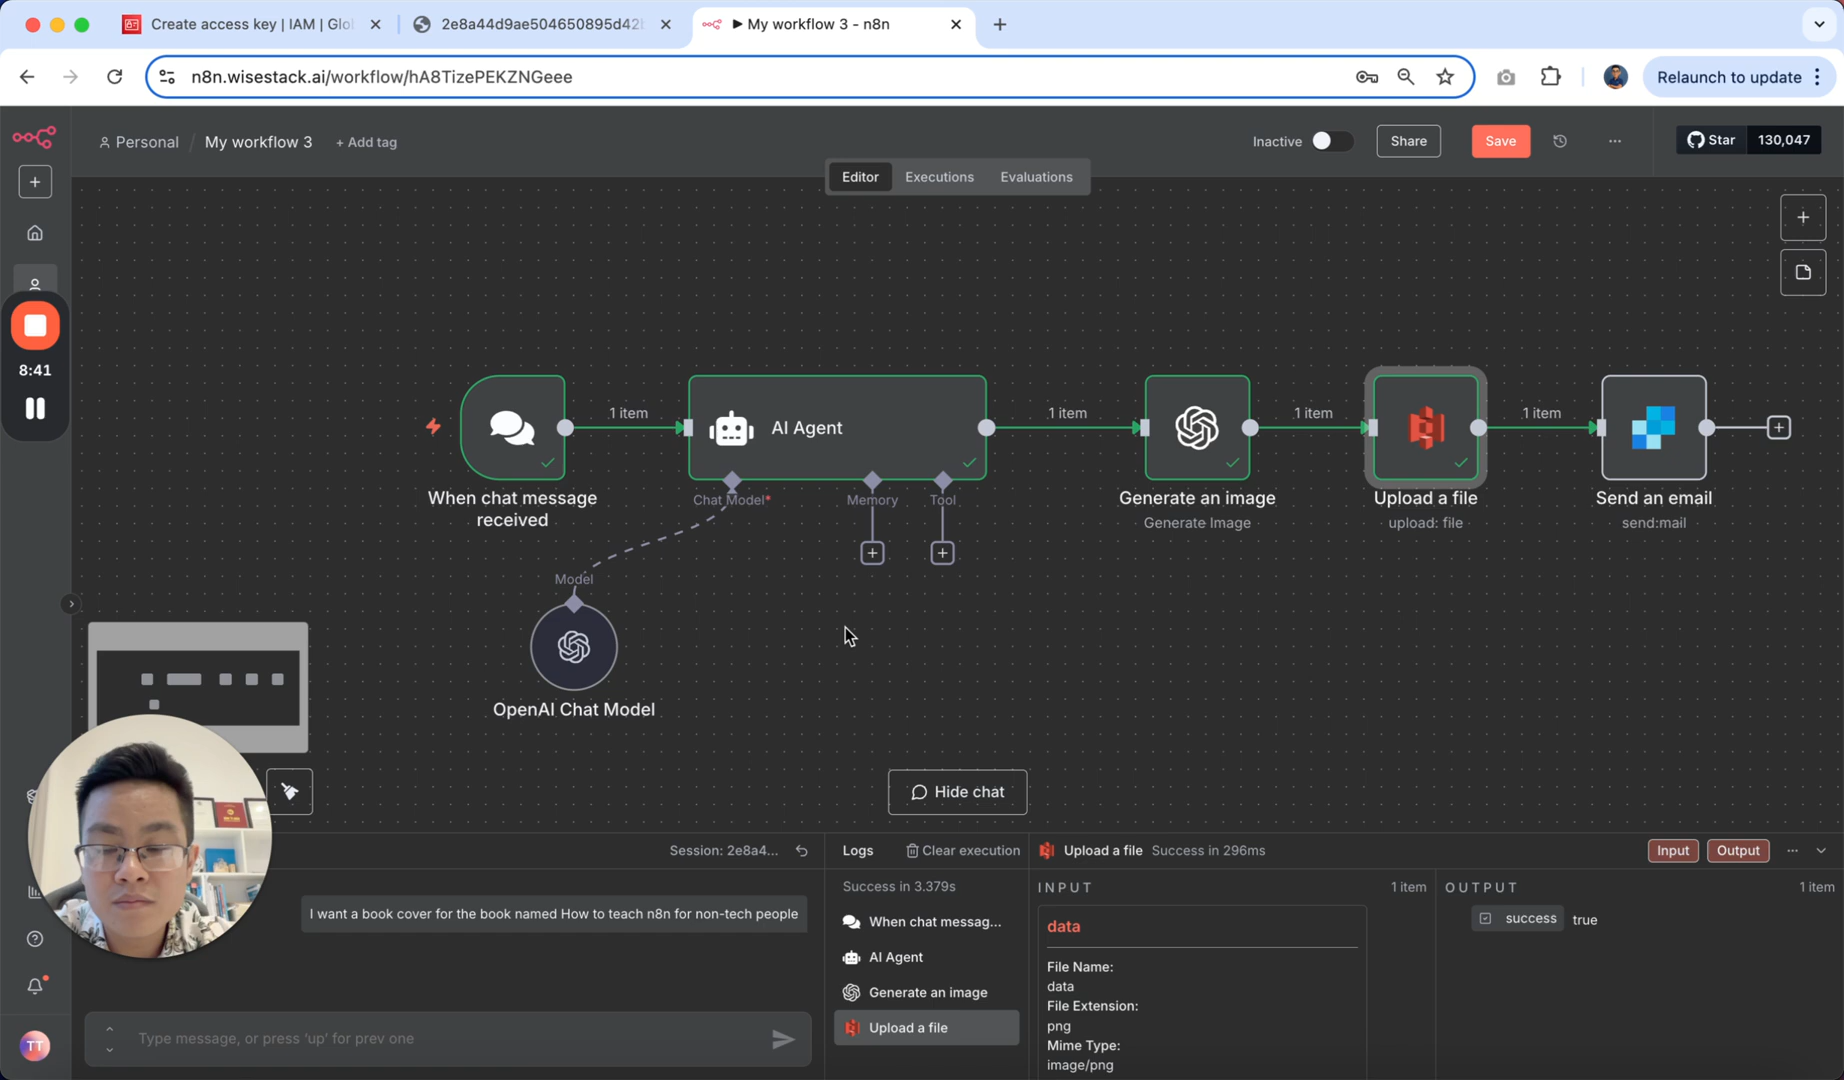 Create access key | IAM | Glo
2e8a44d9ae504650895d42
▶ My workflow 3 - n8n
n8n.wisestack.ai/workflow/hA8TizePEKZNGeee
Relaunch to update
Personal / My workflow 3 + Add tag
Inactive
Share
Save
Star 130,047
Editor Executions Evaluations
8:41
1 item
1 item
1 item
1 item
AI Agent
Chat Model*
Memory
Tool
When chat message
received
Generate an image
Generate Image
Upload a file
upload: file
Send an email
send:mail
Model
OpenAI Chat Model
Hide chat
Session: 2e8a4...
I want a book cover for the book named How to teach n8n for non-tech people
Type message, or press ‘up’ for prev one
TT
Logs
Clear execution
Success in 3.379s
When chat messag...
AI Agent
Generate an image
Upload a file
Upload a file Success in 296ms
Input
Output
INPUT
1 item
data
File Name:
data
File Extension:
png
Mime Type:
image/png
OUTPUT
1 item
success true